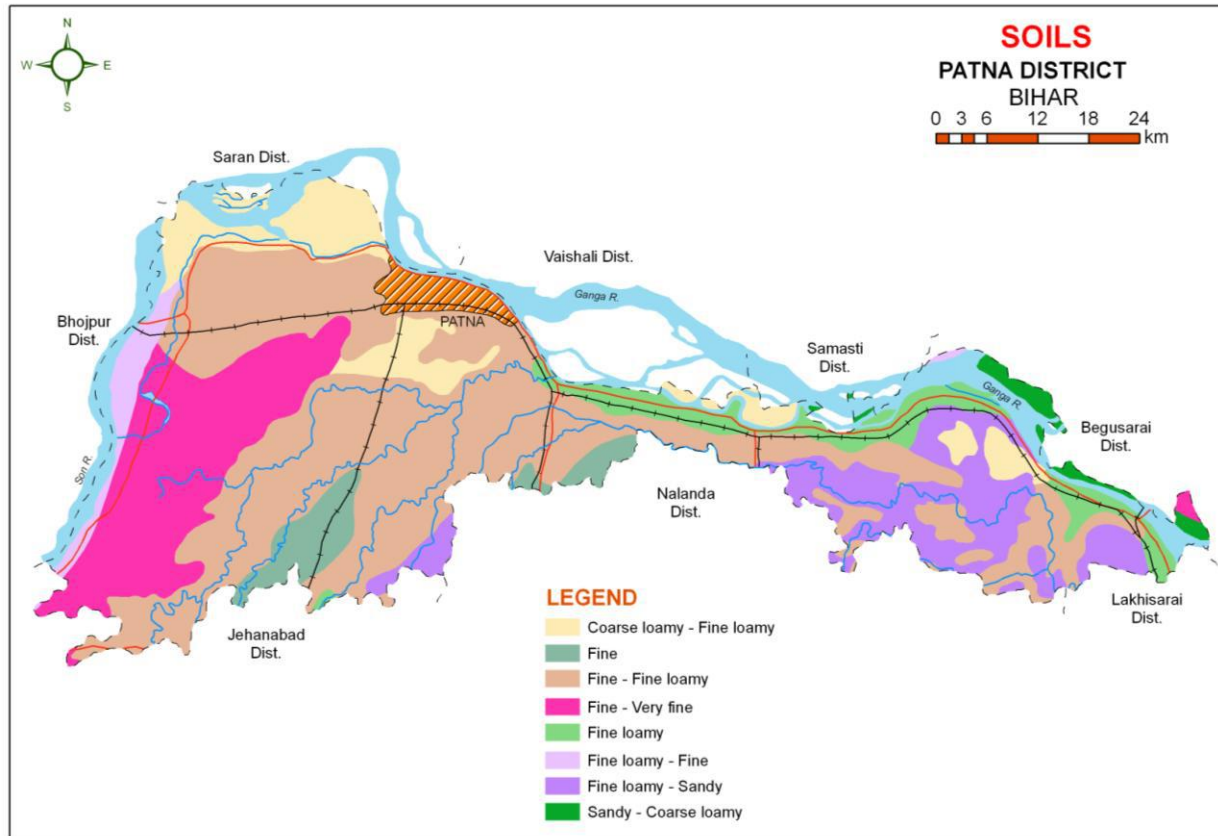 N
W E
S
SOILS
PATNA DISTRICT
BIHAR
0 3 6 12 18 24
km
Saran Dist.
Vaishali Dist.
Ganga R.
Bhojpur
Dist.
PATNA
Samasti
Dist.
Ganga R.
Begusarai
Dist.
Son R.
Nalanda
Dist.
Jehanabad
Dist.
Lakhisarai
Dist.
LEGEND
Coarse loamy - Fine loamy
Fine
Fine - Fine loamy
Fine - Very fine
Fine loamy
Fine loamy - Fine
Fine loamy - Sandy
Sandy - Coarse loamy